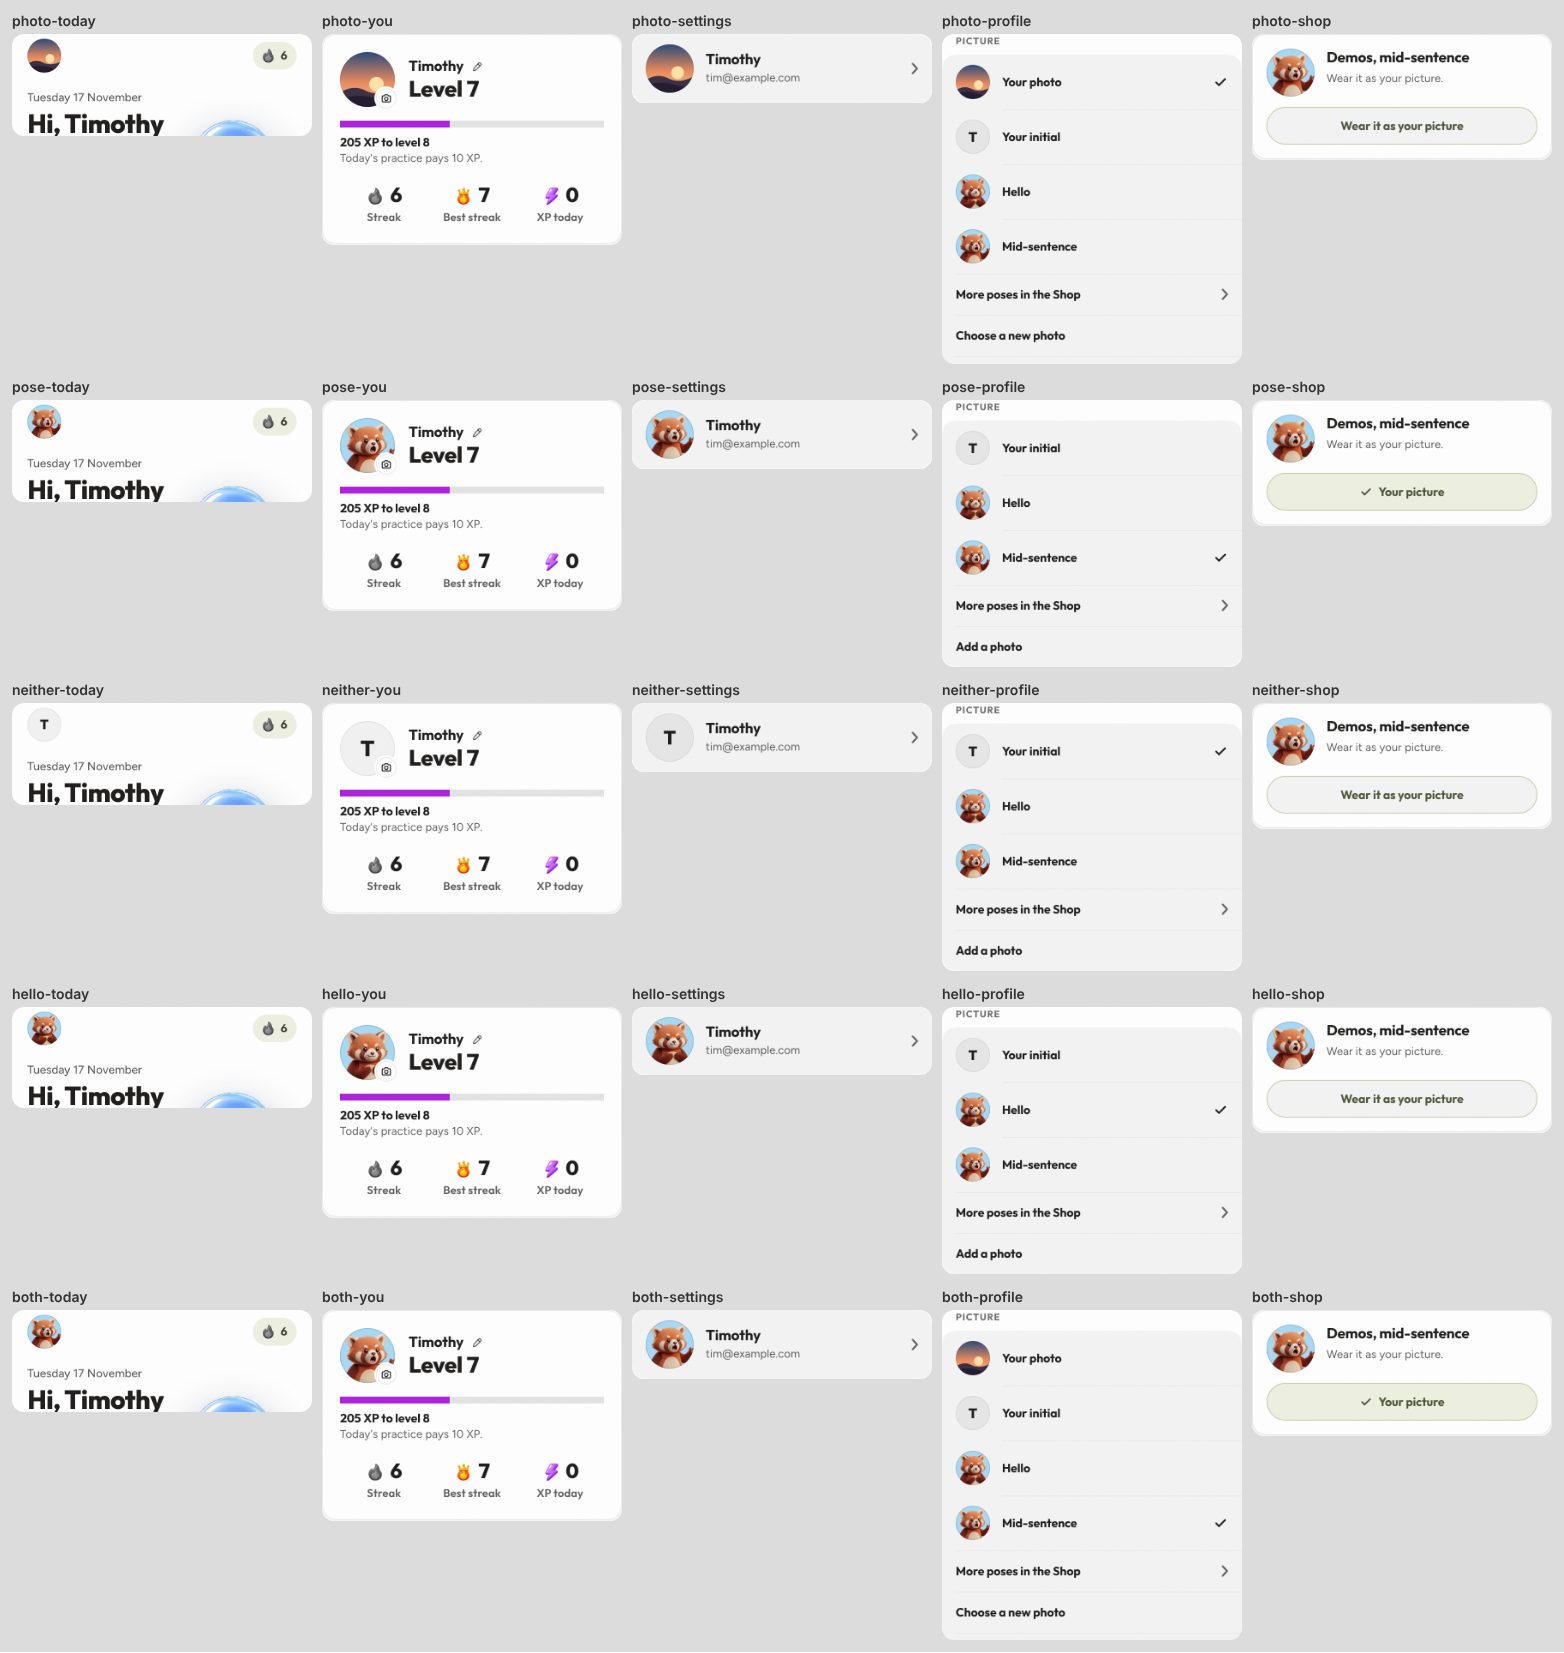 photo-today
6
Tuesday 17 November
Hi, Timothy
photo-you
Timothy
Level 7
205 XP to level 8
Today's practice pays 10 XP.
6 7 0
Streak Best streak XP today
photo-settings
Timothy
tim@example.com
photo-profile
PICTURE
Your photo
T Your initial
Hello
Mid-sentence
More poses in the Shop
Choose a new photo
photo-shop
Demos, mid-sentence
Wear it as your picture.
Wear it as your picture
pose-today
6
Tuesday 17 November
Hi, Timothy
pose-you
Timothy
Level 7
205 XP to level 8
Today's practice pays 10 XP.
6 7 0
Streak Best streak XP today
pose-settings
Timothy
tim@example.com
pose-profile
PICTURE
T Your initial
Hello
Mid-sentence
More poses in the Shop
Add a photo
pose-shop
Demos, mid-sentence
Wear it as your picture.
Your picture
neither-today
T 6
Tuesday 17 November
Hi, Timothy
neither-you
T
Timothy
Level 7
205 XP to level 8
Today's practice pays 10 XP.
6 7 0
Streak Best streak XP today
neither-settings
T
Timothy
tim@example.com
neither-profile
PICTURE
T Your initial
Hello
Mid-sentence
More poses in the Shop
Add a photo
neither-shop
Demos, mid-sentence
Wear it as your picture.
Wear it as your picture
hello-today
6
Tuesday 17 November
Hi, Timothy
hello-you
Timothy
Level 7
205 XP to level 8
Today's practice pays 10 XP.
6 7 0
Streak Best streak XP today
hello-settings
Timothy
tim@example.com
hello-profile
PICTURE
T Your initial
Hello
Mid-sentence
More poses in the Shop
Add a photo
hello-shop
Demos, mid-sentence
Wear it as your picture.
Wear it as your picture
both-today
6
Tuesday 17 November
Hi, Timothy
both-you
Timothy
Level 7
205 XP to level 8
Today's practice pays 10 XP.
6 7 0
Streak Best streak XP today
both-settings
Timothy
tim@example.com
both-profile
PICTURE
Your photo
T Your initial
Hello
Mid-sentence
More poses in the Shop
Choose a new photo
both-shop
Demos, mid-sentence
Wear it as your picture.
Your picture